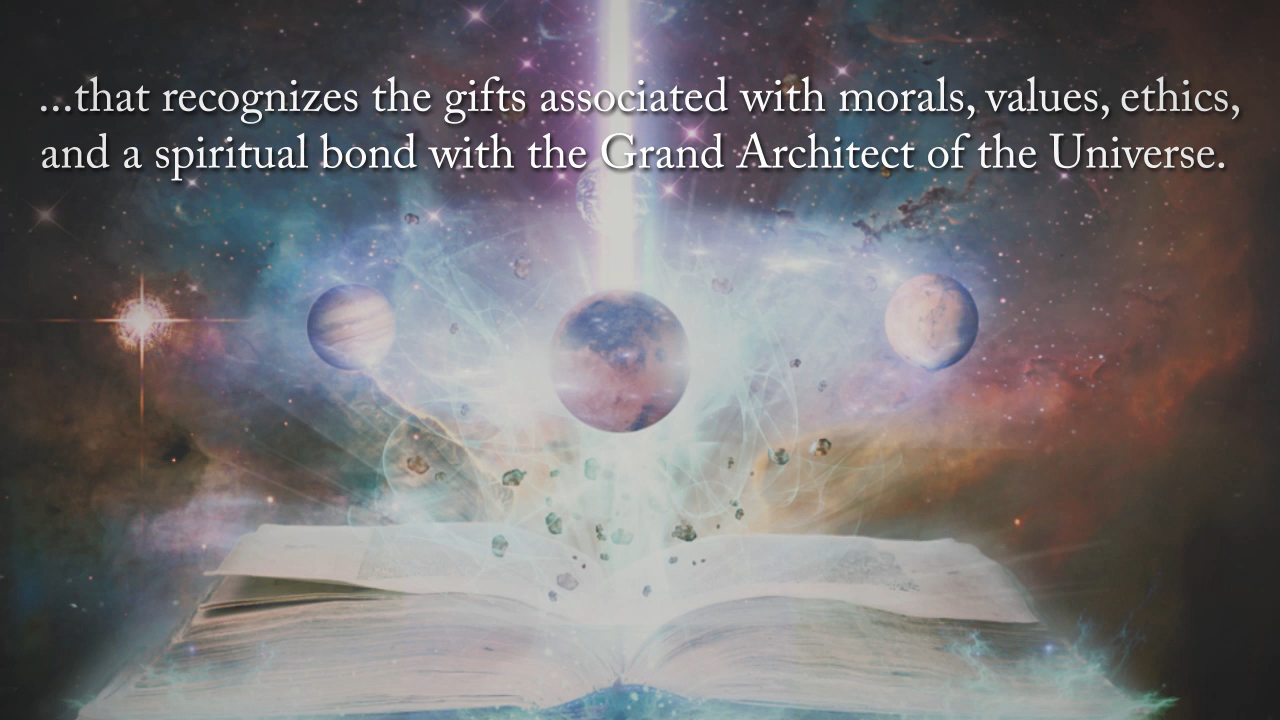 ...that recognizes the gifts associated with morals, values, ethics,
and a spiritual bond with the Grand Architect of the Universe.